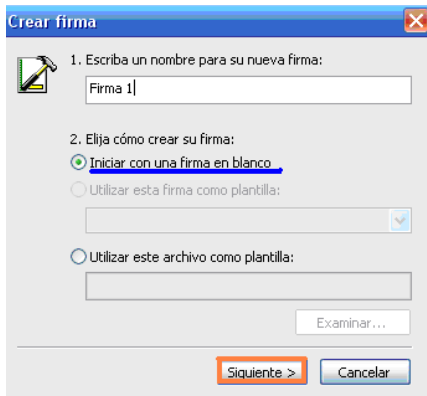 Crear firma
1. Escriba un nombre para su nueva firma:
Firma 1
2. Elija cómo crear su firma:
Iniciar con una firma en blanco
Utilizar esta firma como plantilla:
Utilizar este archivo como plantilla:
Examinar...
Siguiente > Cancelar